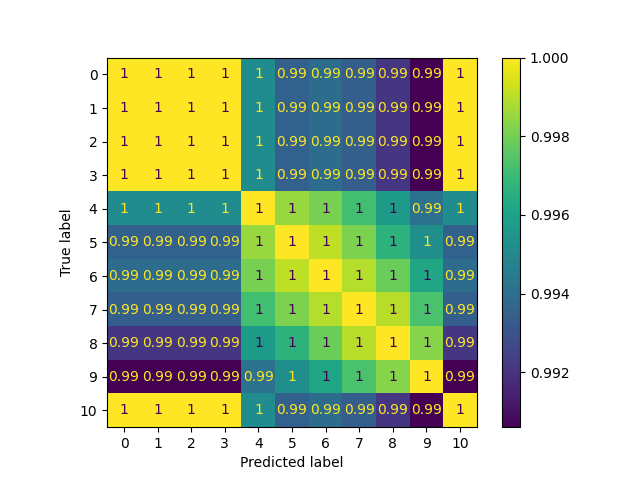 0 1 1 1 1 1 0.99 0.99 0.99 0.99 0.99 1 1.000
1 1 1 1 1 1 0.99 0.99 0.99 0.99 0.99 1
0.998
2 1 1 1 1 1 0.99 0.99 0.99 0.99 0.99 1
3 1 1 1 1 1 0.99 0.99 0.99 0.99 0.99 1
4 1 1 1 1 1 1 1 1 1 0.99 1 0.996
True label
5 0.99 0.99 0.99 0.99 1 1 1 1 1 1 0.99
6 0.99 0.99 0.99 0.99 1 1 1 1 1 1 0.99
0.994
7 0.99 0.99 0.99 0.99 1 1 1 1 1 1 0.99
8 0.99 0.99 0.99 0.99 1 1 1 1 1 1 0.99
0.992
9 0.99 0.99 0.99 0.99 0.99 1 1 1 1 1 0.99
10 1 1 1 1 1 0.99 0.99 0.99 0.99 0.99 1
0 1 2 3 4 5 6 7 8 9 10
Predicted label